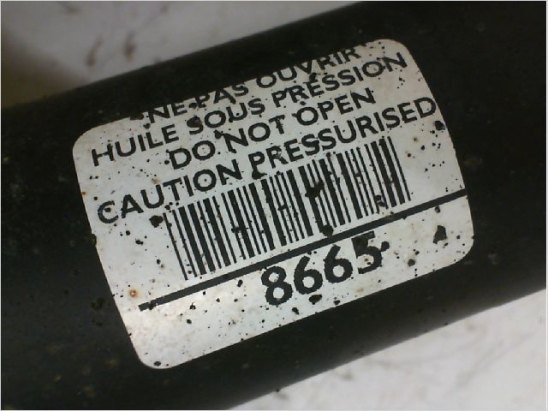 NE PAS OUVRIR
HUILE SOUS PRESSION
DO NOT OPEN
CAUTION PRESSURISED
8665